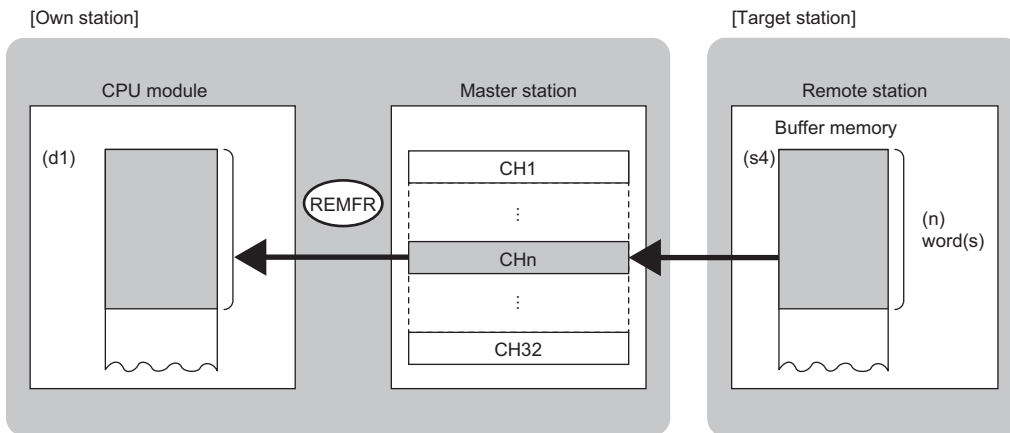 [Own station]
[Target station]
CPU module
Master station
Remote station
Buffer memory
(d1)
(s4)
CH1
REMFR
⋮
(n)
word(s)
CHn
⋮
CH32